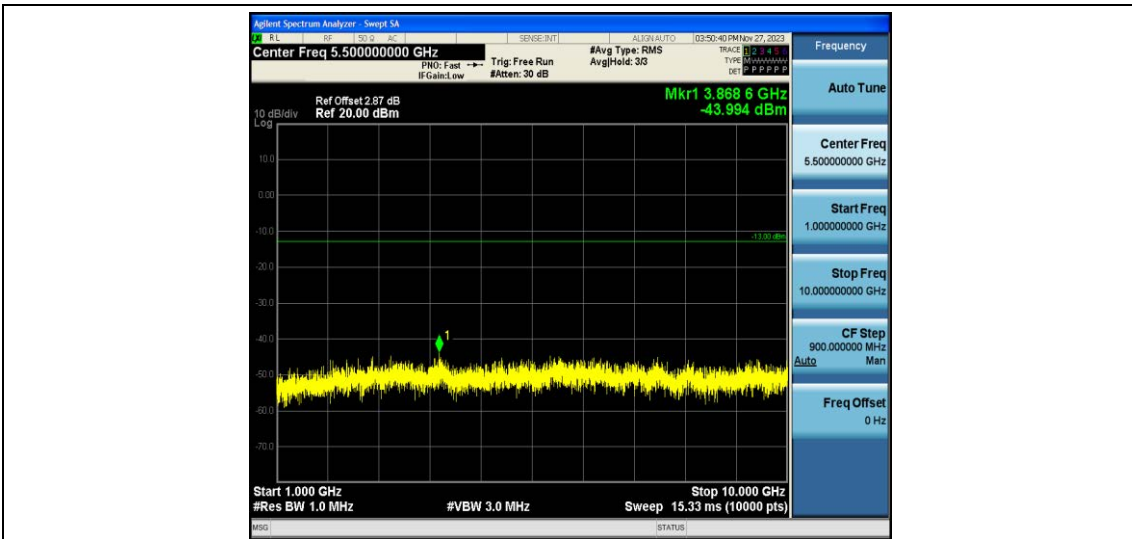 Agilent Spectrum Analyzer - Swept SA
RL RF 50 Ω AC SENSE:INT ALIGN AUTO 03:50:40 PM Nov 27, 2023
Center Freq 5.500000000 GHz
#Avg Type: RMS
TRACE 1 2 3 4 5 6
PNO: Fast
Trig: Free Run
Avg|Hold: 3/3
TYPE
IFGain:Low
#Atten: 30 dB
DET P P P P P P
Mkr1 3.868 6 GHz
Ref Offset 2.87 dB
10 dB/div Ref 20.00 dBm
-43.994 dBm
Log
10.0
0.00
-10.0
-13.00 dBm
-20.0
-30.0
-40.0
1
-50.0
-60.0
-70.0
Start 1.000 GHz
Stop 10.000 GHz
#Res BW 1.0 MHz
#VBW 3.0 MHz
Sweep 15.33 ms (10000 pts)
MSG
STATUS
Frequency
Auto Tune
Center Freq
5.500000000 GHz
Start Freq
1.000000000 GHz
Stop Freq
10.000000000 GHz
CF Step
900.000000 MHz
Auto Man
Freq Offset
0 Hz